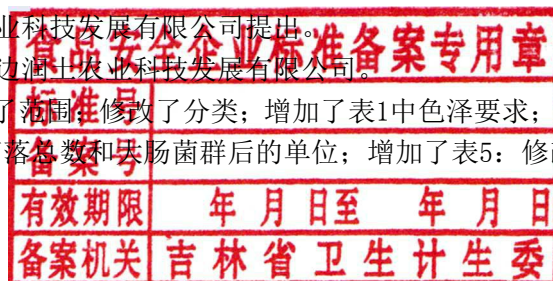 业科技发展有限公司提出。
食品安全企业标准备案专用章
边润土农业科技发展有限公司。
了范围；修改了分类；增加了表1中色泽要求；
标准号
落总数和大肠菌群后的单位；增加了表5：修改
备案号
有效期限 年 月 日至 年 月 日
备案机关 吉林省卫生计生委